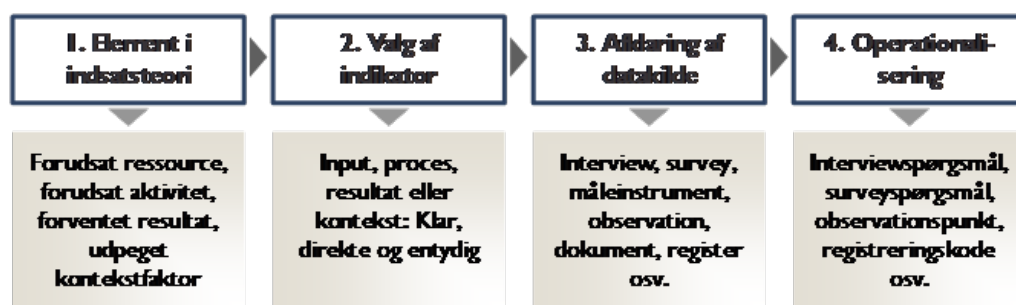 1. Element i
indsatsteori
2. Valg af
indikator
3. Afklaring af
datakilde
4. Operationali-
sering
Forudsat ressource,
forudsat aktivitet,
forventet resultat,
udpeget
kontekstfaktor
Input, proces,
resultat eller
kontekst: Klar,
direkte og entydig
Interview, survey,
måleinstrument,
observation,
dokument, register
osv.
Interviewspørgsmål,
surveyspørgsmål,
observationspunkt,
registreringskode
osv.